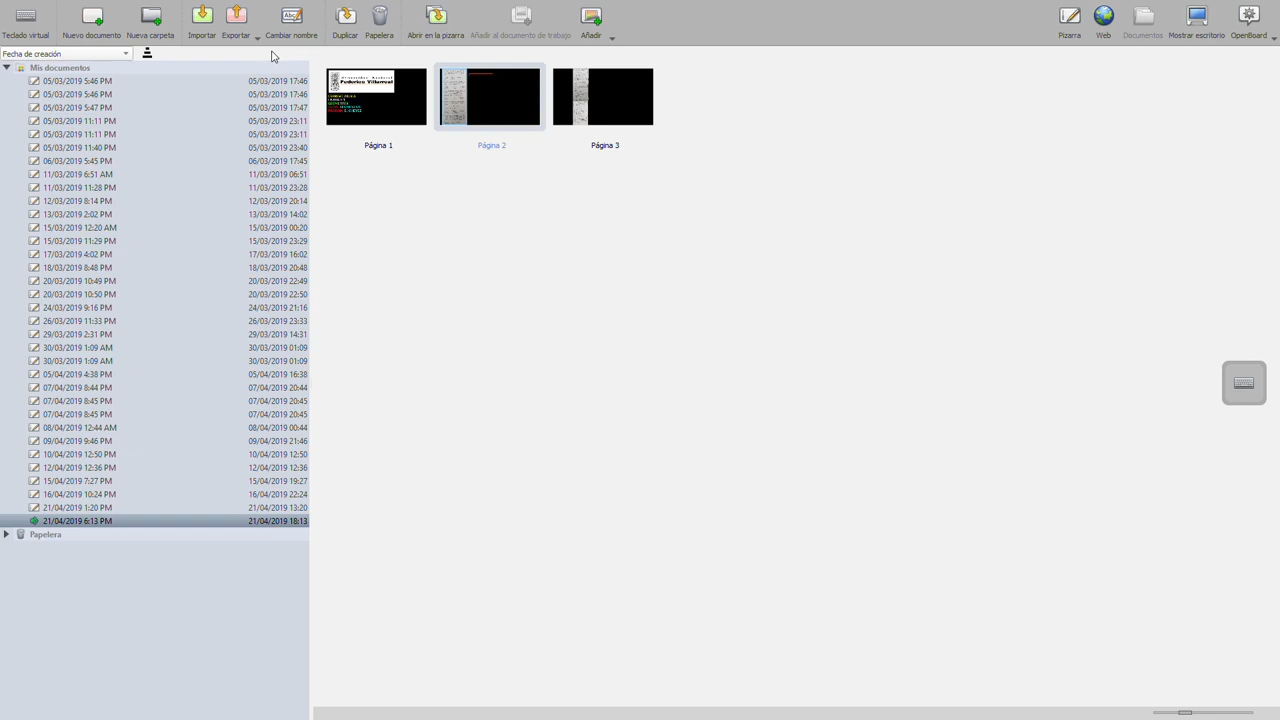 Teclado virtual
Nuevo documento
Nueva carpeta
Importar
Exportar
Cambiar nombre
Duplicar
Papelera
Abrir en la pizarra
Añadir al documento de trabajo
Añadir
Pizarra
Web
Documentos
Mostrar escritorio
OpenBoard
Fecha de creación
Mis documentos
05/03/2019 5:46 PM 05/03/2019 17:46
05/03/2019 5:46 PM 05/03/2019 17:46
05/03/2019 5:47 PM 05/03/2019 17:47
05/03/2019 11:11 PM 05/03/2019 23:11
05/03/2019 11:11 PM 05/03/2019 23:11
05/03/2019 11:40 PM 05/03/2019 23:40
06/03/2019 5:45 PM 06/03/2019 17:45
11/03/2019 6:51 AM 11/03/2019 06:51
11/03/2019 11:28 PM 11/03/2019 23:28
12/03/2019 8:14 PM 12/03/2019 20:14
13/03/2019 2:02 PM 13/03/2019 14:02
15/03/2019 12:20 AM 15/03/2019 00:20
15/03/2019 11:29 PM 15/03/2019 23:29
17/03/2019 4:02 PM 17/03/2019 16:02
18/03/2019 8:48 PM 18/03/2019 20:48
20/03/2019 10:49 PM 20/03/2019 22:49
20/03/2019 10:50 PM 20/03/2019 22:50
24/03/2019 9:16 PM 24/03/2019 21:16
26/03/2019 11:33 PM 26/03/2019 23:33
29/03/2019 2:31 PM 29/03/2019 14:31
30/03/2019 1:09 AM 30/03/2019 01:09
30/03/2019 1:09 AM 30/03/2019 01:09
05/04/2019 4:38 PM 05/04/2019 16:38
07/04/2019 8:44 PM 07/04/2019 20:44
07/04/2019 8:45 PM 07/04/2019 20:45
07/04/2019 8:45 PM 07/04/2019 20:45
08/04/2019 12:44 AM 08/04/2019 00:44
09/04/2019 9:46 PM 09/04/2019 21:46
10/04/2019 12:50 PM 10/04/2019 12:50
12/04/2019 12:36 PM 12/04/2019 12:36
15/04/2019 7:27 PM 15/04/2019 19:27
16/04/2019 10:24 PM 16/04/2019 22:24
21/04/2019 1:20 PM 21/04/2019 13:20
21/04/2019 6:13 PM 21/04/2019 18:13
Papelera
Universidad Nacional
Federico Villarreal
Página 1
Página 2
Página 3